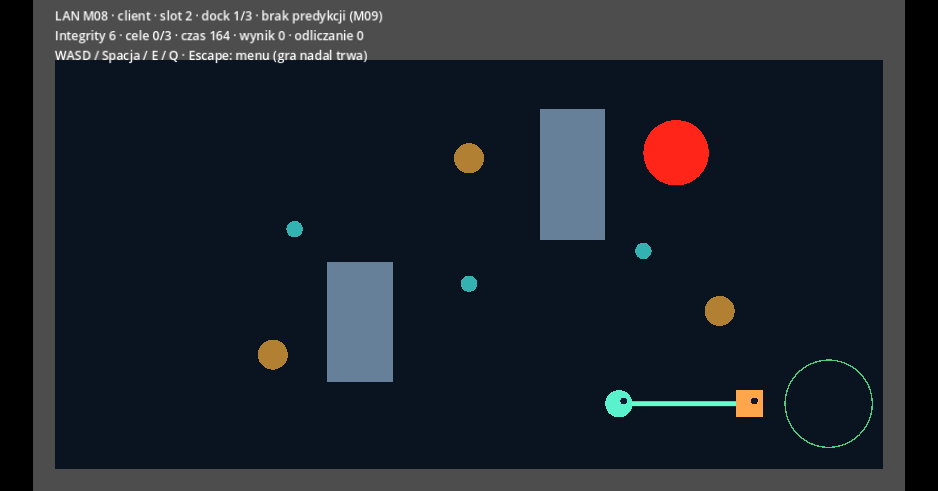 LAN M08 · client · slot 2 · dock 1/3 · brak predykcji (M09)
Integrity 6 · cele 0/3 · czas 164 · wynik 0 · odliczanie 0
WASD / Spacja / E / Q · Escape: menu (gra nadal trwa)